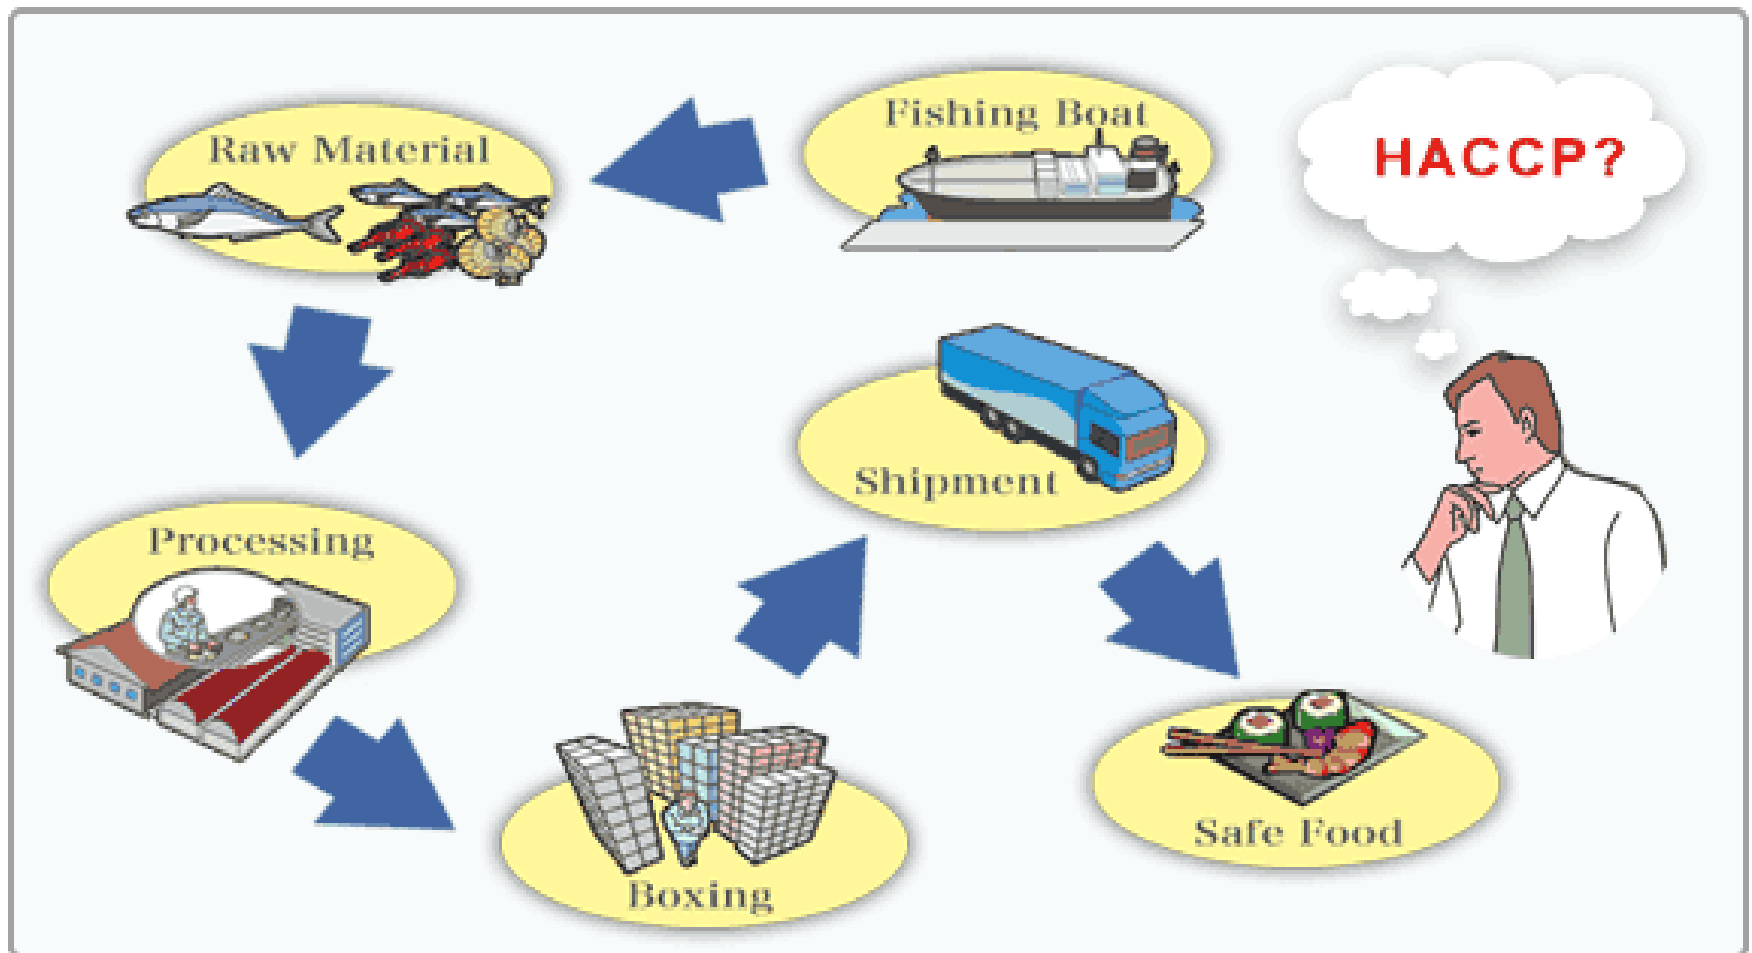 Fishing Boat
Raw Material
HACCP?
Shipment
Processing
Safe Food
Boxing